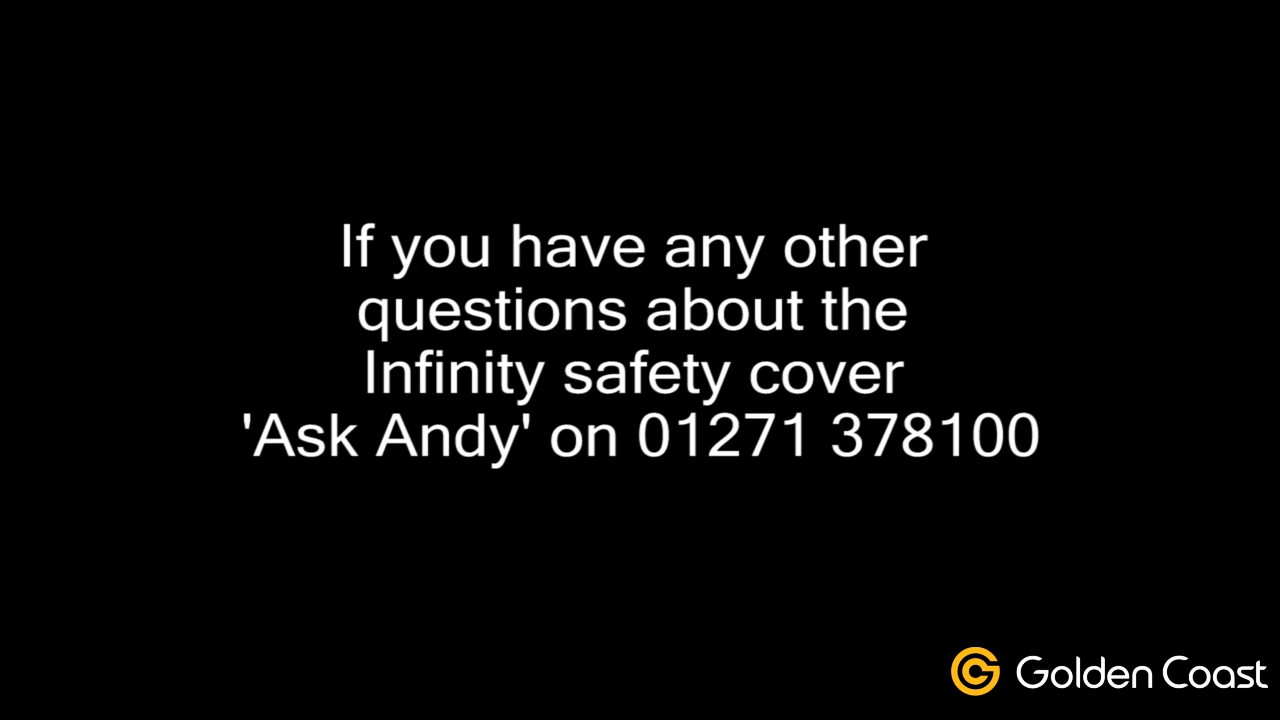 If you have any other
questions about the
Infinity safety cover
'Ask Andy' on 01271 378100
Golden Coast